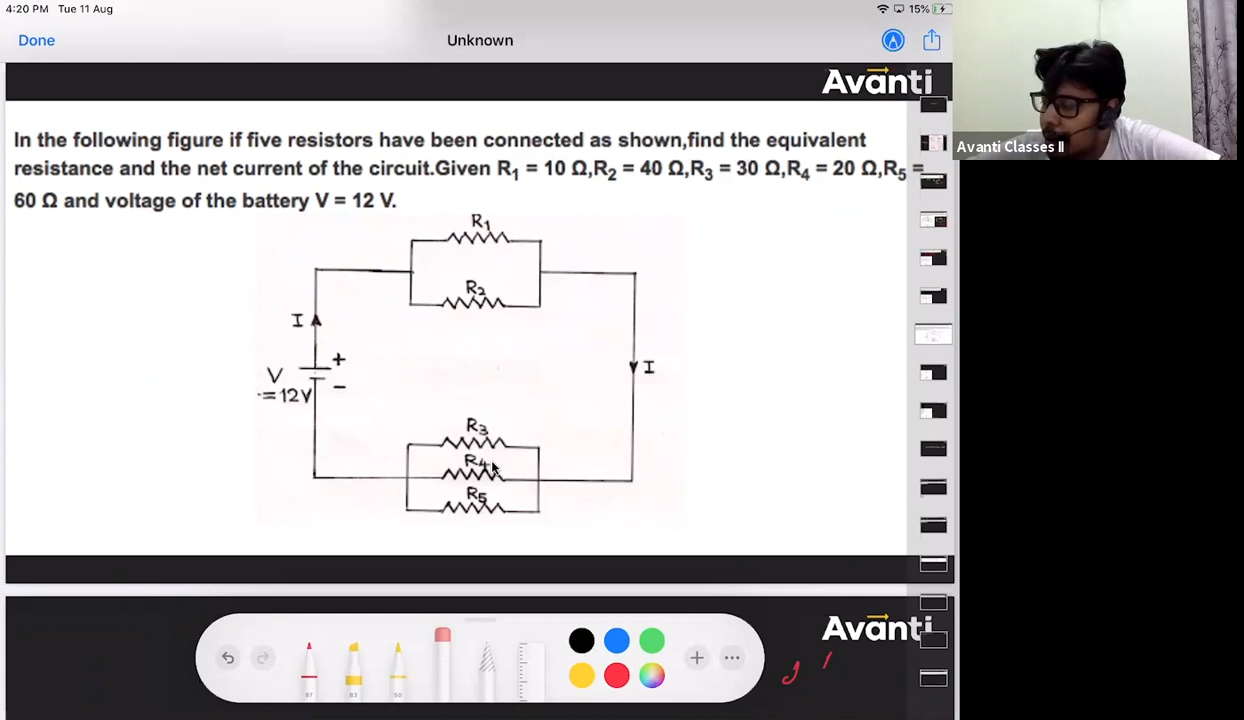 4:20 PM Tue 11 Aug
15%
Done
Unknown
Avanti
Avanti Classes II
In the following figure if five resistors have been connected as shown,find the equivalent
resistance and the net current of the circuit.Given R₁ = 10 Ω,R₂ = 40 Ω,R₃ = 30 Ω,R₄ = 20 Ω,R₅ =
60 Ω and voltage of the battery V = 12 V.
R₁
R₂
I
+
V
=12V
−
I
R₃
R₄
R₅
Avanti
97
83
50